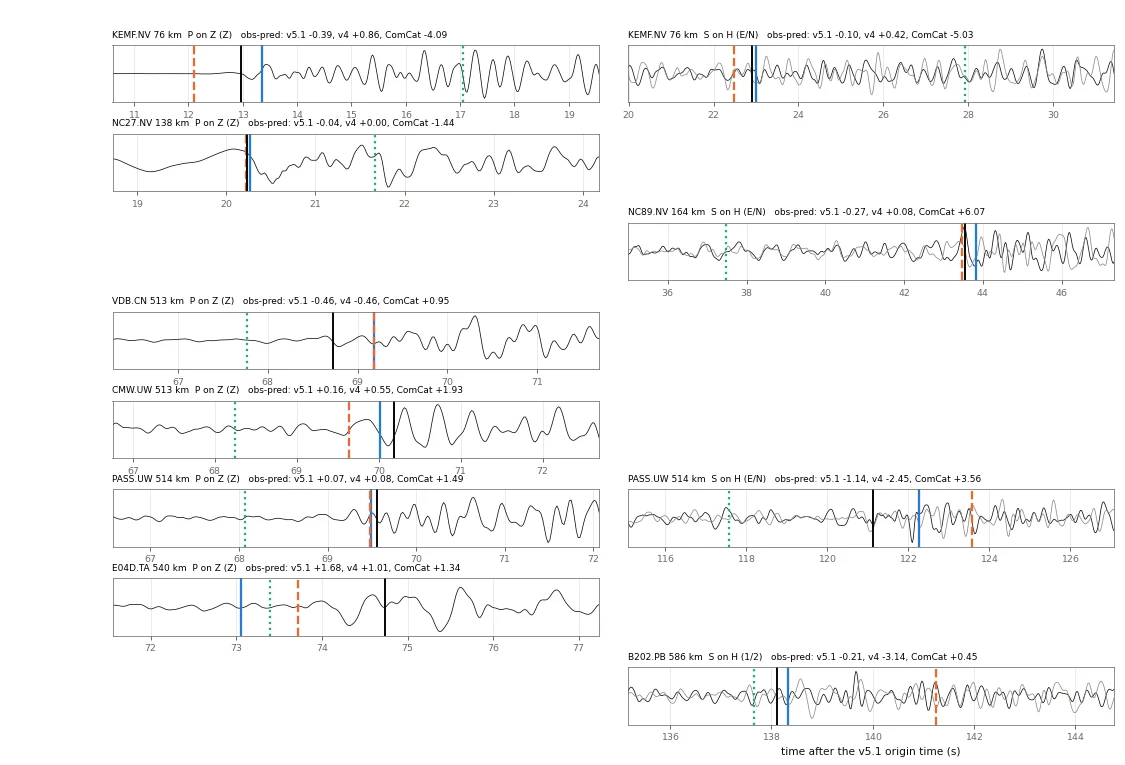 KEMF.NV 76 km P on Z (Z) obs-pred: v5.1 -0.39, v4 +0.86, ComCat -4.09
11 12 13 14 15 16 17 18 19
KEMF.NV 76 km S on H (E/N) obs-pred: v5.1 -0.10, v4 +0.42, ComCat -5.03
20 22 24 26 28 30
NC27.NV 138 km P on Z (Z) obs-pred: v5.1 -0.04, v4 +0.00, ComCat -1.44
19 20 21 22 23 24
NC89.NV 164 km S on H (E/N) obs-pred: v5.1 -0.27, v4 +0.08, ComCat +6.07
36 38 40 42 44 46
VDB.CN 513 km P on Z (Z) obs-pred: v5.1 -0.46, v4 -0.46, ComCat +0.95
67 68 69 70 71
CMW.UW 513 km P on Z (Z) obs-pred: v5.1 +0.16, v4 +0.55, ComCat +1.93
67 68 69 70 71 72
PASS.UW 514 km P on Z (Z) obs-pred: v5.1 +0.07, v4 +0.08, ComCat +1.49
67 68 69 70 71 72
PASS.UW 514 km S on H (E/N) obs-pred: v5.1 -1.14, v4 -2.45, ComCat +3.56
116 118 120 122 124 126
E04D.TA 540 km P on Z (Z) obs-pred: v5.1 +1.68, v4 +1.01, ComCat +1.34
72 73 74 75 76 77
B202.PB 586 km S on H (1/2) obs-pred: v5.1 -0.21, v4 -3.14, ComCat +0.45
136 138 140 142 144
time after the v5.1 origin time (s)